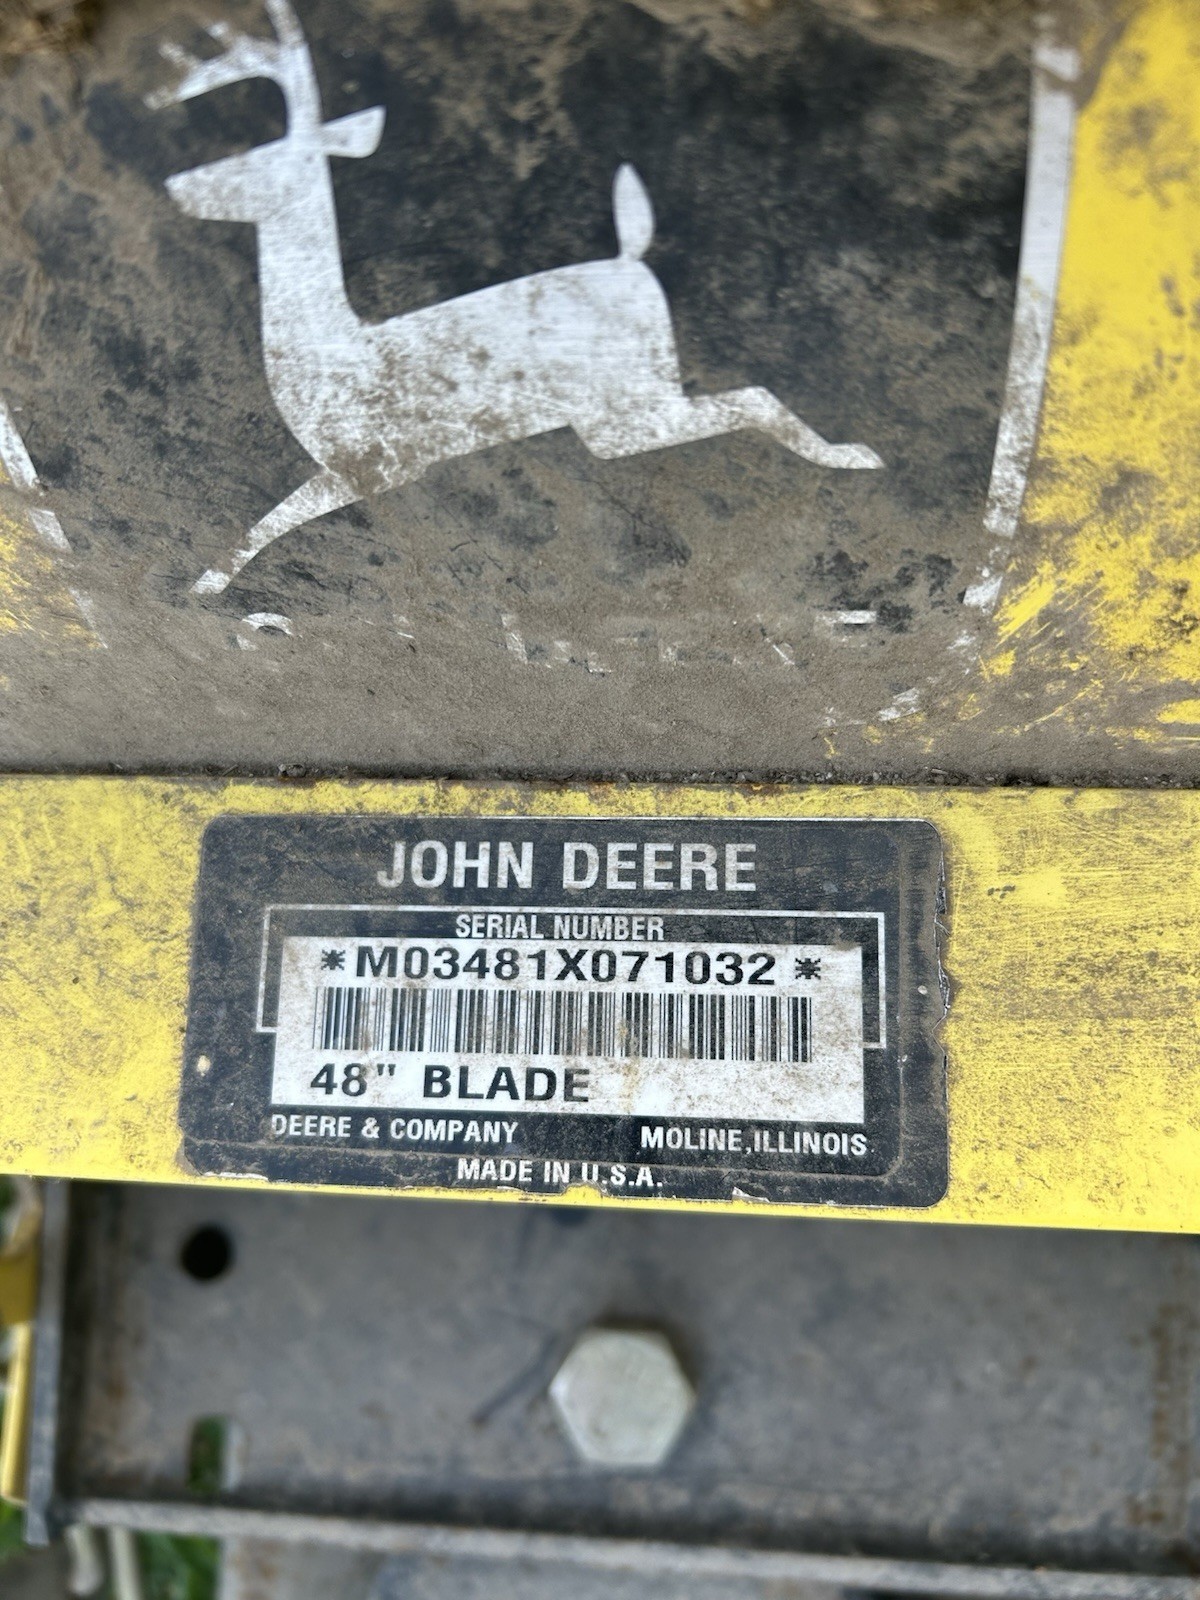 JOHN DEERE
SERIAL NUMBER
*M03481X071032*
48" BLADE
DEERE & COMPANY MOLINE, ILLINOIS
MADE IN U.S.A.